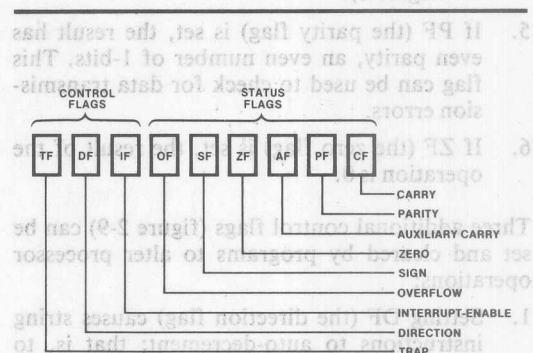 CONTROL FLAGS
STATUS FLAGS
TF DF IF OF SF ZF AF PF CF
CARRY
PARITY
AUXILIARY CARRY
ZERO
SIGN
OVERFLOW
INTERRUPT-ENABLE
DIRECTION
TRAP
5. If PF (the parity flag) is set, the result has
even parity, an even number of 1-bits. This
flag can be used to check for data transmis-
sion errors.
6. If ZF (the zero flag) is set, the result of the
operation is 0.
Three additional control flags (figure 2-9) can be
set and cleared by programs to alter processor
operations:
1. Setting DF (the direction flag) causes string
instructions to auto-decrement; that is, to